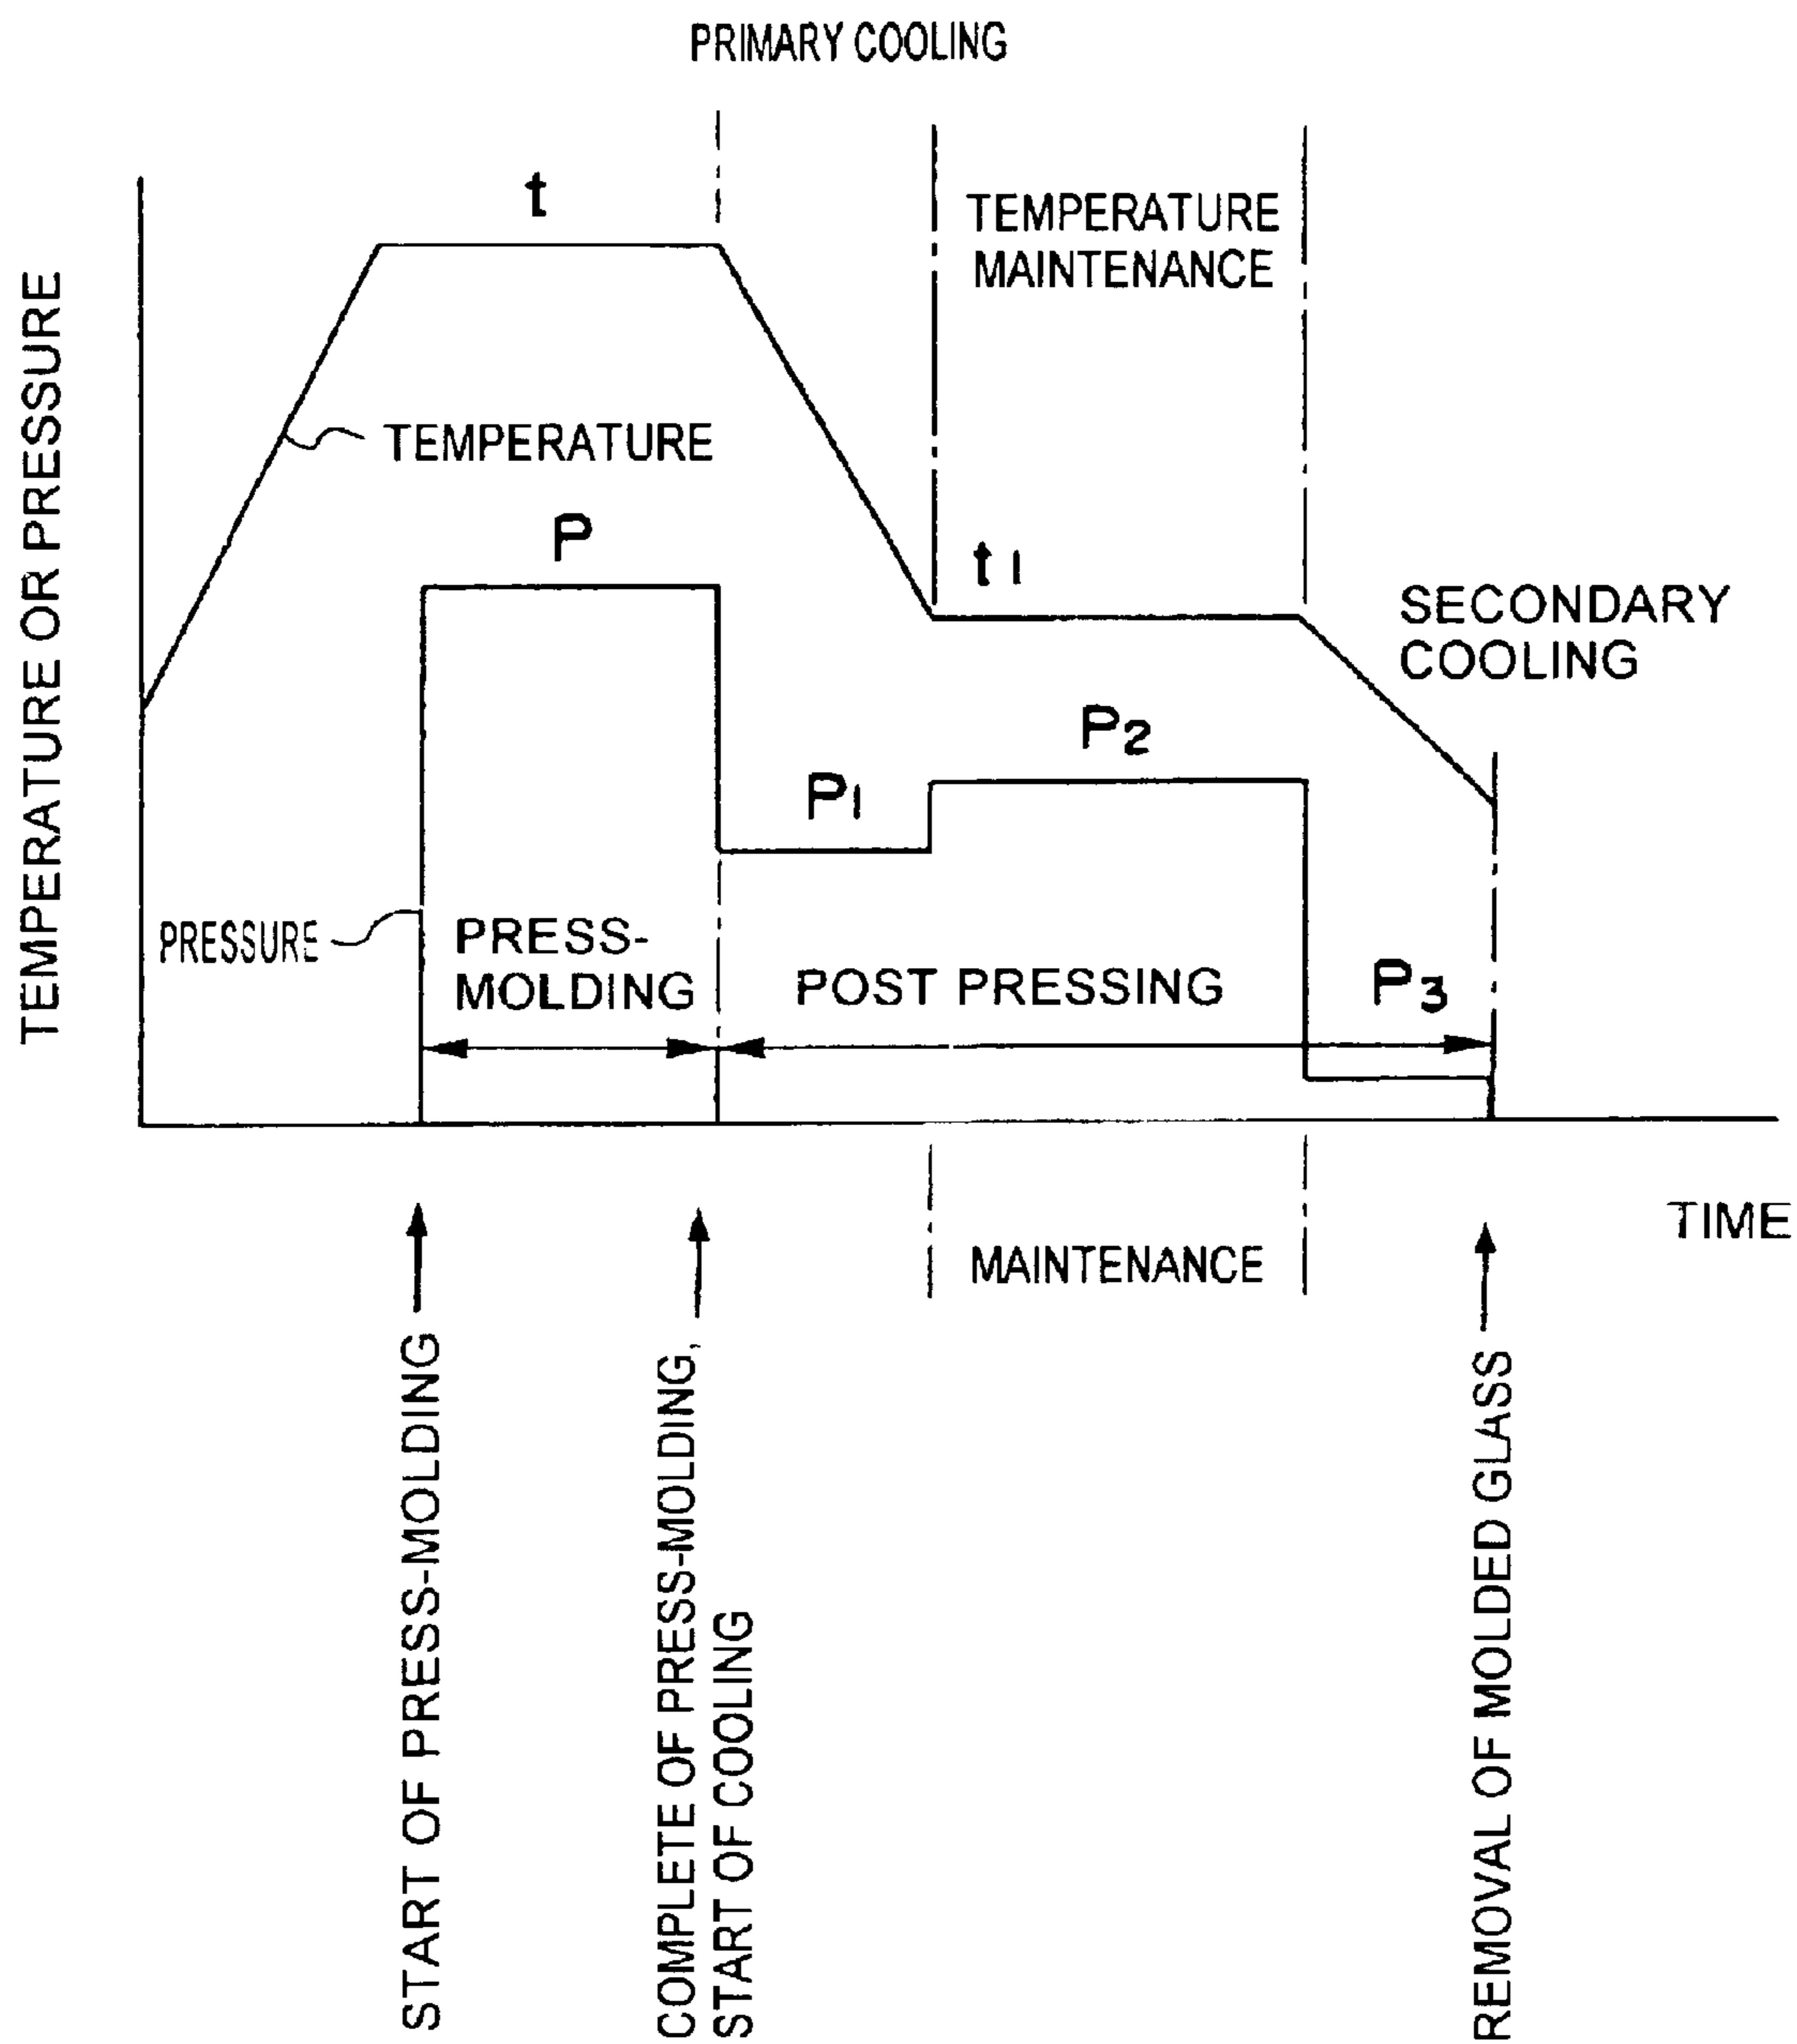 PRIMARY COOLING
t
TEMPERATURE
MAINTENANCE
TEMPERATURE OR PRESSURE
TEMPERATURE
P
t1
SECONDARY
COOLING
P2
P1
PRESSURE
PRESS-
MOLDING
POST PRESSING
P3
TIME
MAINTENANCE
START OF PRESS-MOLDING
COMPLETE OF PRESS-MOLDING,
START OF COOLING
REMOVAL OF MOLDED GLASS